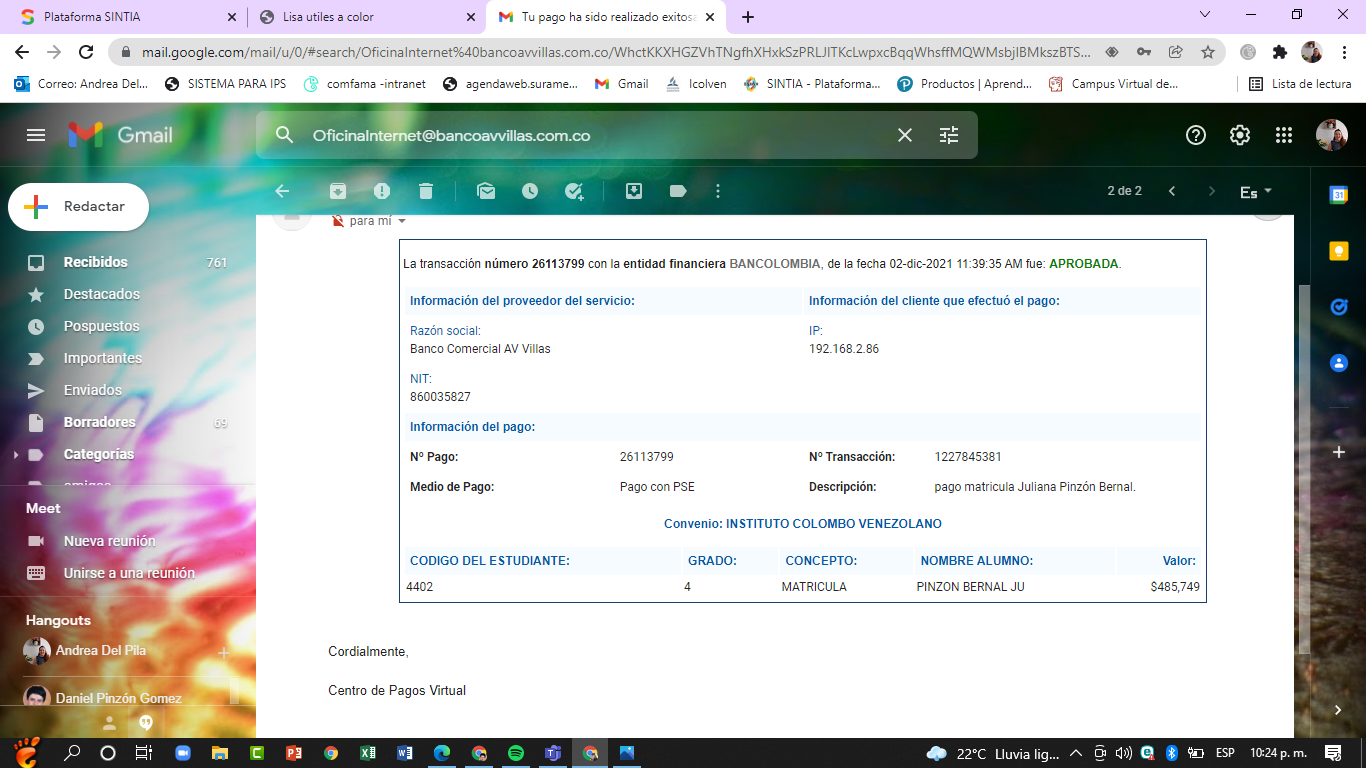 Plataforma SINTIA
Lisa utiles a color
Tu pago ha sido realizado exitosa
mail.google.com/mail/u/0/#search/OficinaInternet%40bancoavvillas.com.co/WhctKKXHGZVhTNgfhXHxkSzPRLJlTKcLwpxcBqqWhsffMQWMsbjlBMkszBTS...
Correo: Andrea Del...
SISTEMA PARA IPS
comfama -intranet
agendaweb.surame...
Gmail
Icolven
SINTIA - Plataforma...
Productos | Aprend...
Campus Virtual de...
Lista de lectura
Gmail
OficinaInternet@bancoavvillas.com.co
Redactar
2 de 2
Es
para mí
Recibidos 761
Destacados
Pospuestos
Importantes
Enviados
Borradores 69
Categorías
amigos
Meet
Nueva reunión
Unirse a una reunión
Hangouts
Andrea Del Pila
Daniel Pinzón Gomez
La transacción número 26113799 con la entidad financiera BANCOLOMBIA, de la fecha 02-dic-2021 11:39:35 AM fue: APROBADA.
Información del proveedor del servicio: Información del cliente que efectuó el pago:
Razón social: IP:
Banco Comercial AV Villas 192.168.2.86
NIT:
860035827
Información del pago:
Nº Pago: 26113799 Nº Transacción: 1227845381
Medio de Pago: Pago con PSE Descripción: pago matricula Juliana Pinzón Bernal.
Convenio: INSTITUTO COLOMBO VENEZOLANO
CODIGO DEL ESTUDIANTE: GRADO: CONCEPTO: NOMBRE ALUMNO: Valor:
4402 4 MATRICULA PINZON BERNAL JU $485,749
Cordialmente,
Centro de Pagos Virtual
31
22°C Lluvia lig... ESP 10:24 p. m.